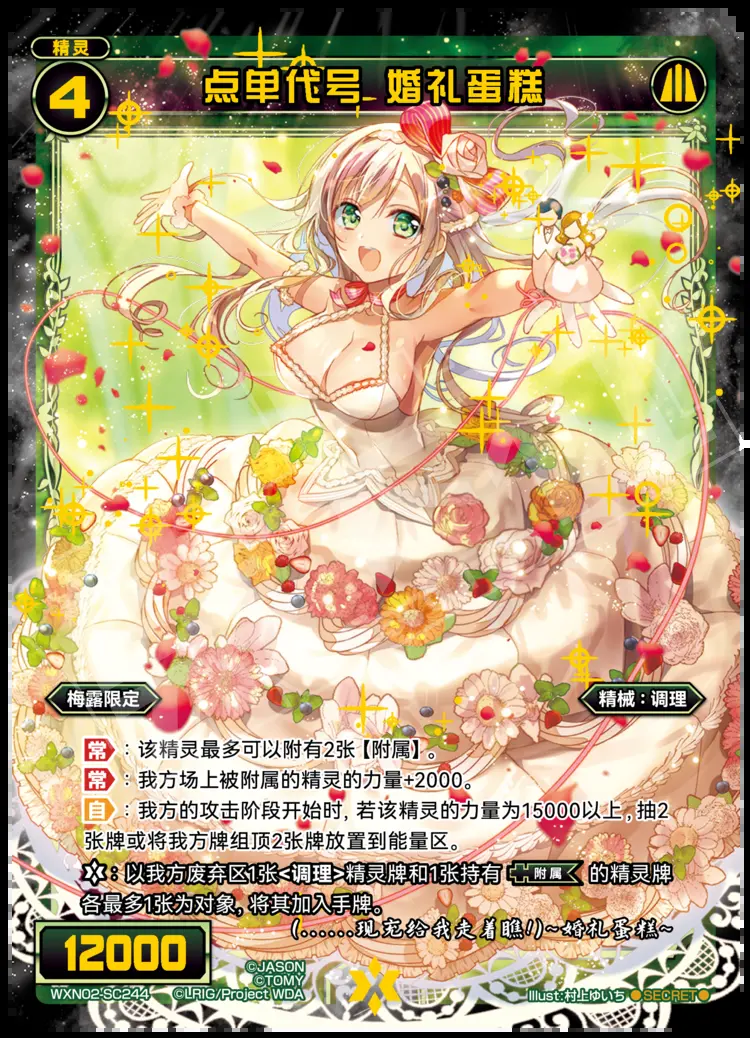 精灵
4
点单代号 婚礼蛋糕
梅露限定
精械：调理
常：该精灵最多可以附有2张【附属】。
常：我方场上被附属的精灵的力量+2000。
自：我方的攻击阶段开始时，若该精灵的力量为15000以上，抽2
张牌或将我方牌组顶2张牌放置到能量区。
：以我方废弃区1张<调理>精灵牌和1张持有 附属 的精灵牌
各最多1张为对象，将其加入手牌。
(……现充给我走着瞧!)~婚礼蛋糕~
12000
©JASON
©TOMY
WXN02-SC244 ©LRIG/Project WDA
Illust:村上ゆいち ●SECRET●